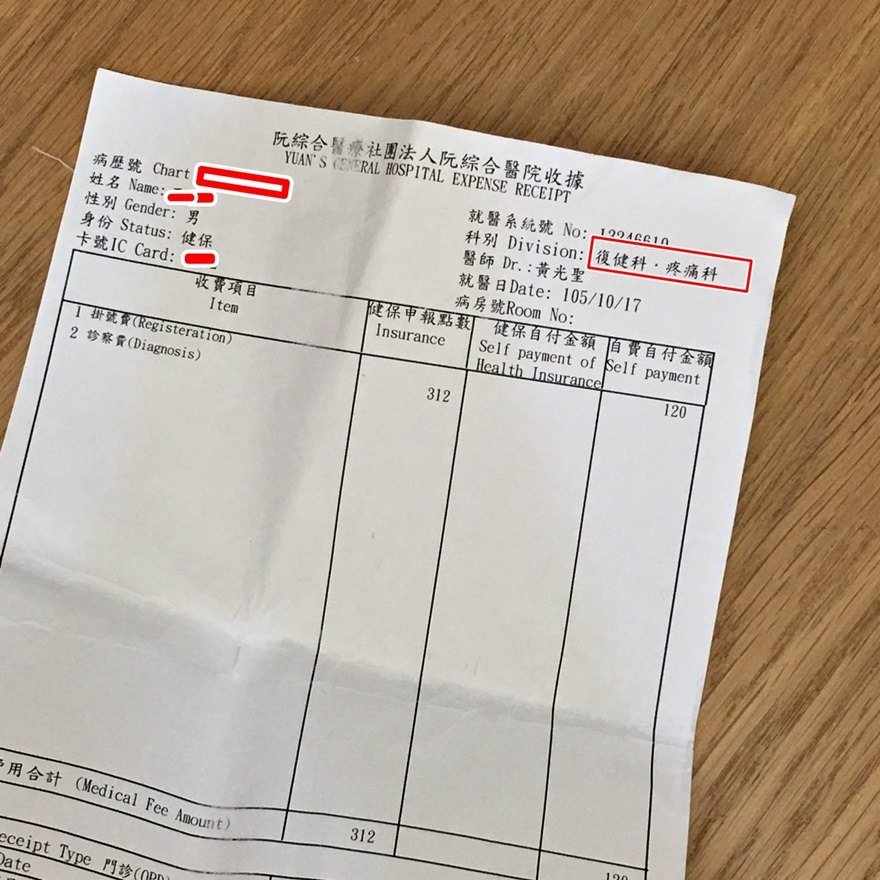 阮綜合醫療社團法人阮綜合醫院收據
YUAN'S GENERAL HOSPITAL EXPENSE RECEIPT
病歷號 Chart
姓名 Name:
性別 Gender: 男
身份 Status: 健保
卡號IC Card:
就醫系統號 No:
科別 Division: 復健科．疼痛科
醫師 Dr.:黃光聖
就醫日Date: 105/10/17
病房號Room No:
收費項目
Item
健保申報點數
Insurance
健保自付金額
Self payment of
Health Insurance
自費自付金額
Self payment
1 掛號費(Registeration)
120
2 診察費(Diagnosis)
312
用合計 (Medical Fee Amount)
312
120
eceipt Type 門診(OPD)
Date